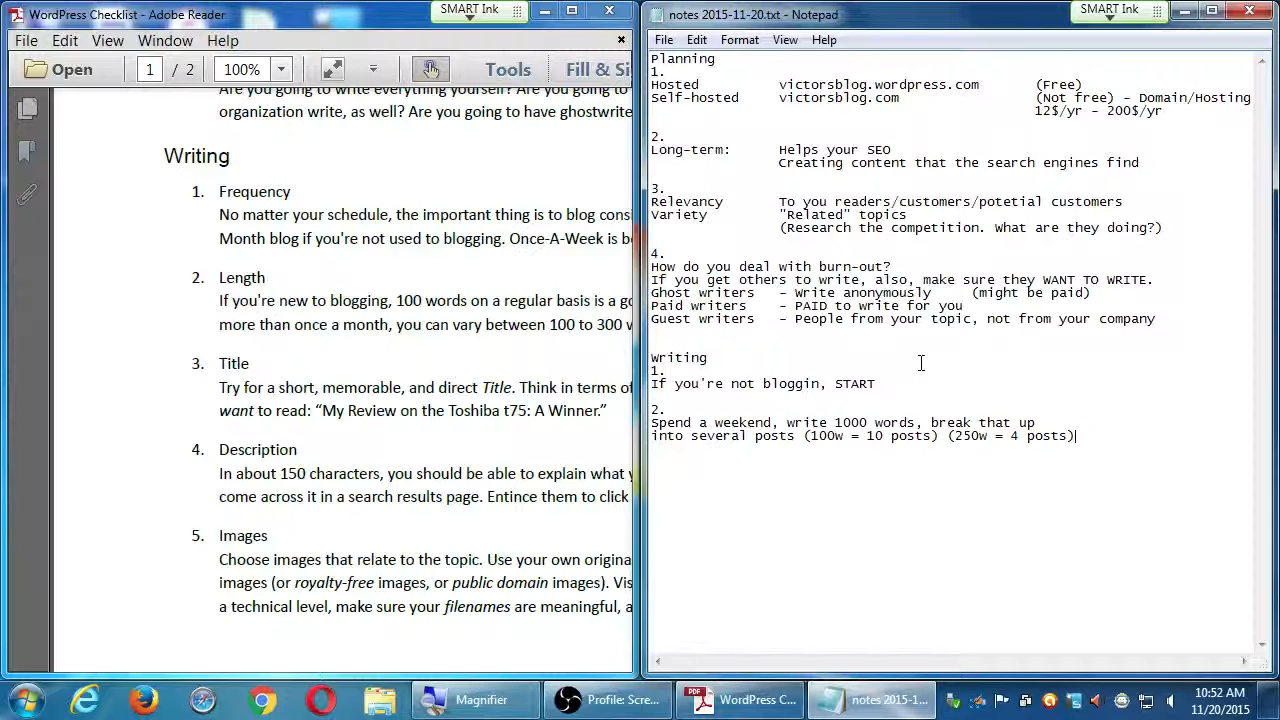 WordPress Checklist - Adobe Reader
SMART Ink
File Edit View Window Help
Open 1 / 2 100% Tools Fill & Si
Are you going to write everything yourself? Are you going to
organization write, as well? Are you going to have ghostwrite
Writing
1. Frequency
No matter your schedule, the important thing is to blog consi
Month blog if you're not used to blogging. Once-A-Week is be
2. Length
If you're new to blogging, 100 words on a regular basis is a go
more than once a month, you can vary between 100 to 300 w
3. Title
Try for a short, memorable, and direct Title. Think in terms of
want to read: “My Review on the Toshiba t75: A Winner.”
4. Description
In about 150 characters, you should be able to explain what y
come across it in a search results page. Entince them to click
5. Images
Choose images that relate to the topic. Use your own origina
images (or royalty-free images, or public domain images). Vis
a technical level, make sure your filenames are meaningful, a
notes 2015-11-20.txt - Notepad
SMART Ink
File Edit Format View Help
Planning
1.
Hosted victorsblog.wordpress.com (Free)
Self-hosted victorsblog.com (Not free) - Domain/Hosting
12$/yr - 200$/yr
2.
Long-term: Helps your SEO
Creating content that the search engines find
3.
Relevancy To you readers/customers/potetial customers
Variety "Related" topics
(Research the competition. What are they doing?)
4.
How do you deal with burn-out?
If you get others to write, also, make sure they WANT TO WRITE.
Ghost writers - Write anonymously (might be paid)
Paid writers - PAID to write for you
Guest writers - People from your topic, not from your company
Writing
1.
If you're not bloggin, START
2.
Spend a weekend, write 1000 words, break that up
into several posts (100w = 10 posts) (250w = 4 posts)
Magnifier
Profile: Scre...
PDF
WordPress C...
notes 2015-1...
10:52 AM
11/20/2015